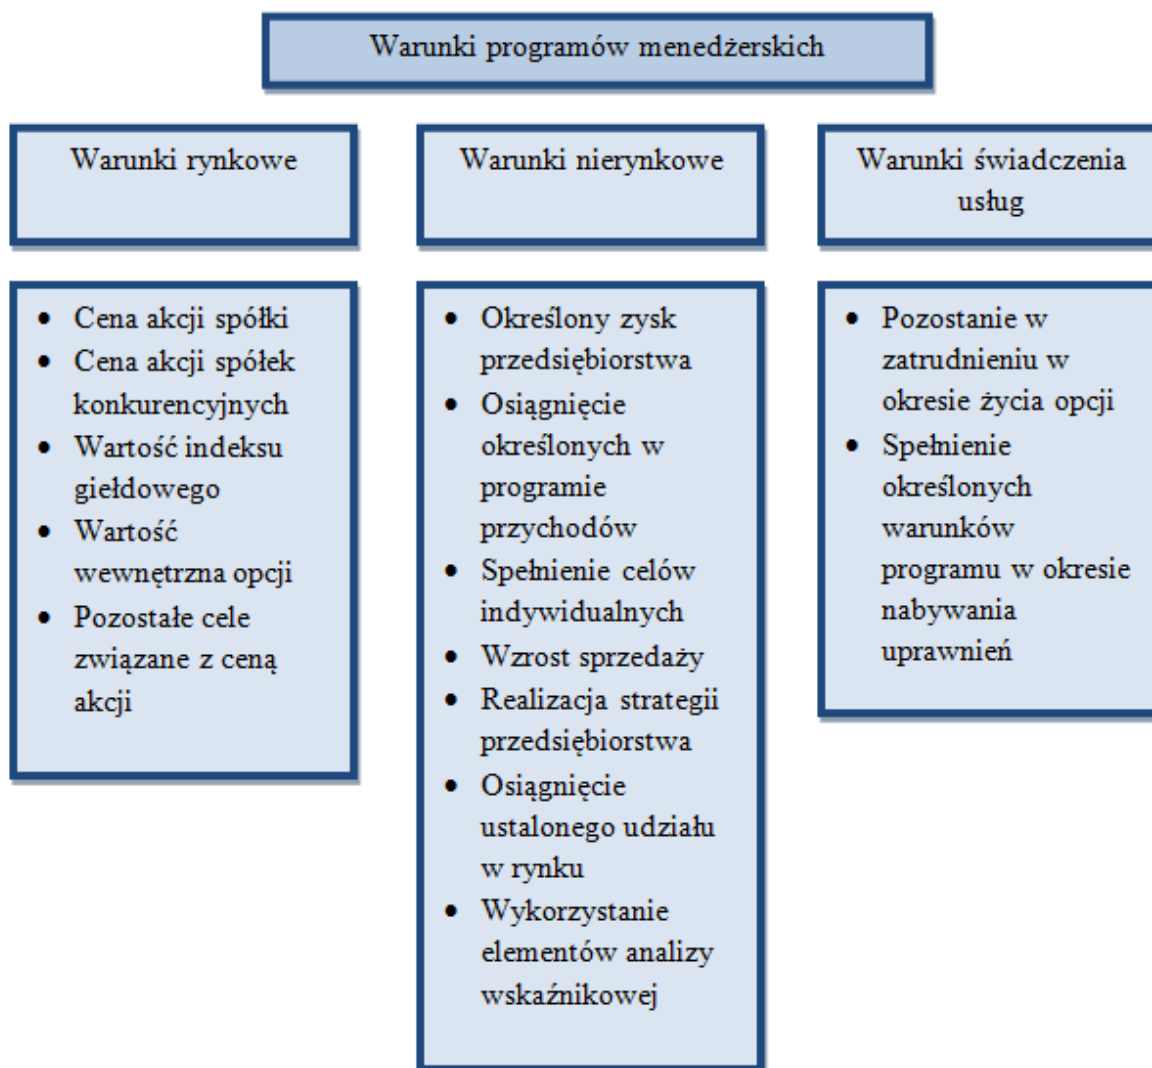 Warunki programów menedżerskich
Warunki rynkowe
Warunki nierynkowe
Warunki świadczenia
usług
• Cena akcji spółki
• Cena akcji spółek
konkurencyjnych
• Wartość indeksu
giełdowego
• Wartość
wewnętrzna opcji
• Pozostałe cele
związane z ceną
akcji
• Określony zysk
przedsiębiorstwa
• Osiągnięcie
określonych w
programie
przychodów
• Spełnienie celów
indywidualnych
• Wzrost sprzedaży
• Realizacja strategii
przedsiębiorstwa
• Osiągnięcie
ustalonego udziału
w rynku
• Wykorzystanie
elementów analizy
wskaźnikowej
• Pozostanie w
zatrudnieniu w
okresie życia opcji
• Spełnienie
określonych
warunków
programu w okresie
nabywania
uprawnień